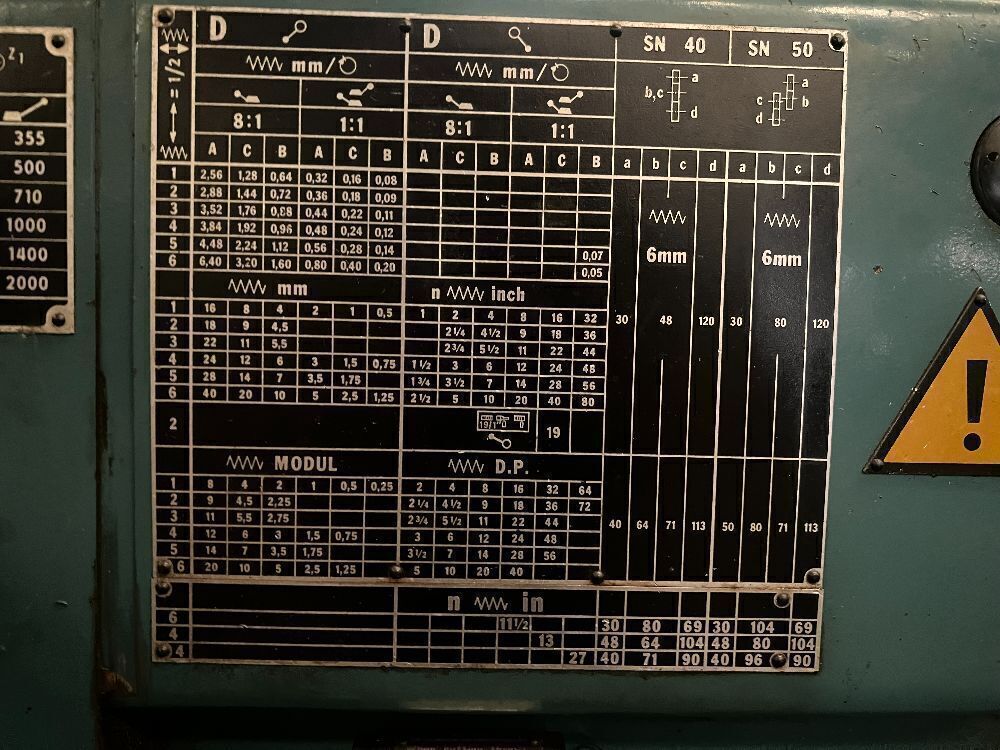 Z1
355
500
710
1000
1400
2000
n 1/2
D D SN 40 SN 50
mm/ mm/
a
b,c
d
a
c b
d
8:1 1:1 8:1 1:1
A C B A C B A C B A C B a b c d a b c d
1 2,56 1,28 0,64 0,32 0,16 0,08
2 2,88 1,44 0,72 0,36 0,18 0,09
3 3,52 1,76 0,88 0,44 0,22 0,11
4 3,84 1,92 0,96 0,48 0,24 0,12
5 4,48 2,24 1,12 0,56 0,28 0,14 0,07
6 6,40 3,20 1,60 0,80 0,40 0,20 0,05
6mm 6mm
mm n inch
1 16 8 4 2 1 0,5 1 2 4 8 16 32
2 18 9 4,5 2 1/4 4 1/2 9 18 36
3 22 11 5,5 2 3/4 5 1/2 11 22 44
30 48 120 30 80 120
4 24 12 6 3 1,5 0,75 1 1/2 3 6 12 24 48
5 28 14 7 3,5 1,75 1 3/4 3 1/2 7 14 28 56
6 40 20 10 5 2,5 1,25 2 1/2 5 10 20 40 80
2 19
MODUL D.P.
1 8 4 2 1 0,5 0,25 2 4 8 16 32 64
2 9 4,5 2,25 2 1/4 4 1/2 9 18 36 72
3 11 5,5 2,75 2 3/4 5 1/2 11 22 44
40 64 71 113 50 80 71 113
4 12 6 3 1,5 0,75 3 6 12 24 48
5 14 7 3,5 1,75 3 1/2 7 14 28 56
6 20 10 5 2,5 1,25 5 10 20 40
n in
6 11 1/2 30 80 69 30 104 69
4 13 48 64 104 48 80 104
4 27 40 71 90 40 96 90
!